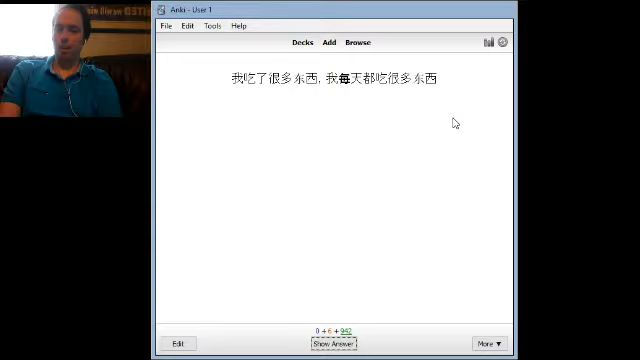 Anki - User 1
File Edit Tools Help
Decks Add Browse
我吃了很多东西, 我每天都吃很多东西
0 + 6 + 942
Edit Show Answer More ▼